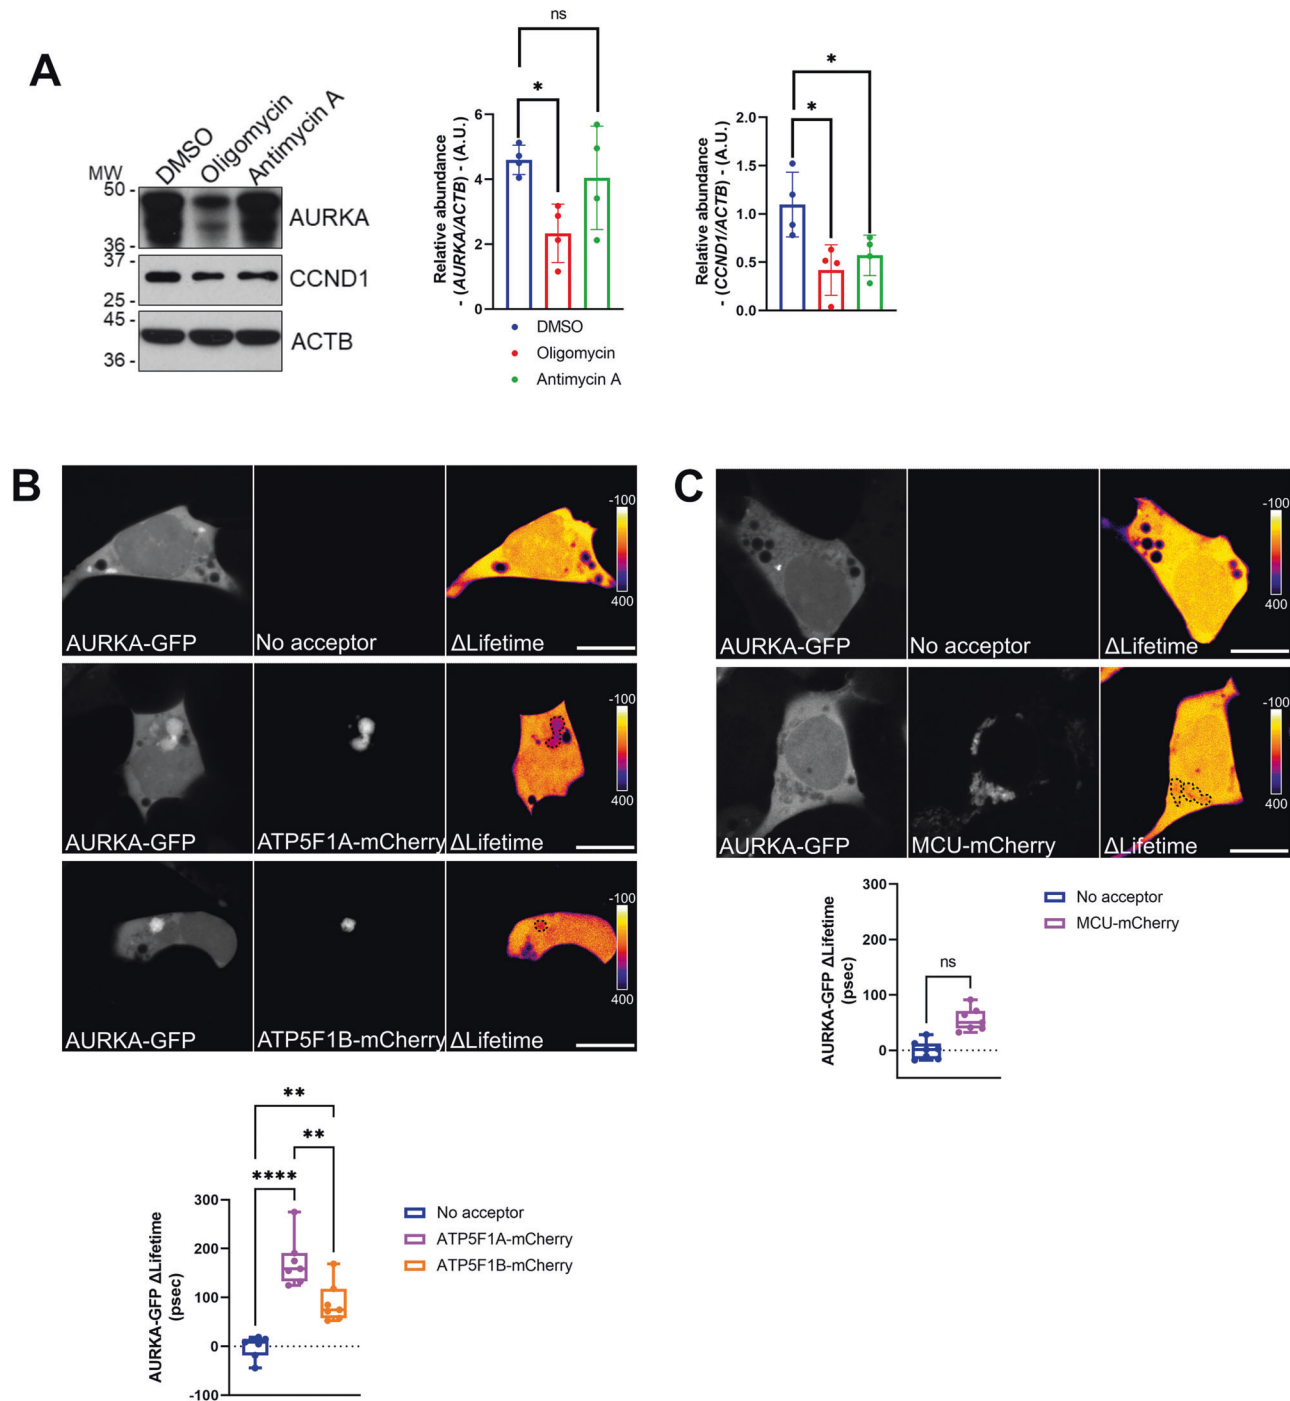 A
MW
DMSO
Oligomycin
Antimycin A
50 -
36 -
37 -
25 -
45 -
36 -
AURKA
CCND1
ACTB
ns
*
Relative abundance
- (AURKA/ACTB) - (A.U.)
6
4
2
0
DMSO
Oligomycin
Antimycin A
*
*
Relative abundance
- (CCND1/ACTB) - (A.U.)
2.0
1.5
1.0
0.5
0.0
B
-100
400
AURKA-GFP
No acceptor
ΔLifetime
-100
400
AURKA-GFP
ATP5F1A-mCherry
ΔLifetime
-100
400
AURKA-GFP
ATP5F1B-mCherry
ΔLifetime
**
**
****
AURKA-GFP ΔLifetime
(psec)
300
200
100
0
-100
No acceptor
ATP5F1A-mCherry
ATP5F1B-mCherry
C
-100
400
AURKA-GFP
No acceptor
ΔLifetime
-100
400
AURKA-GFP
MCU-mCherry
ΔLifetime
AURKA-GFP ΔLifetime
(psec)
300
200
100
0
ns
No acceptor
MCU-mCherry